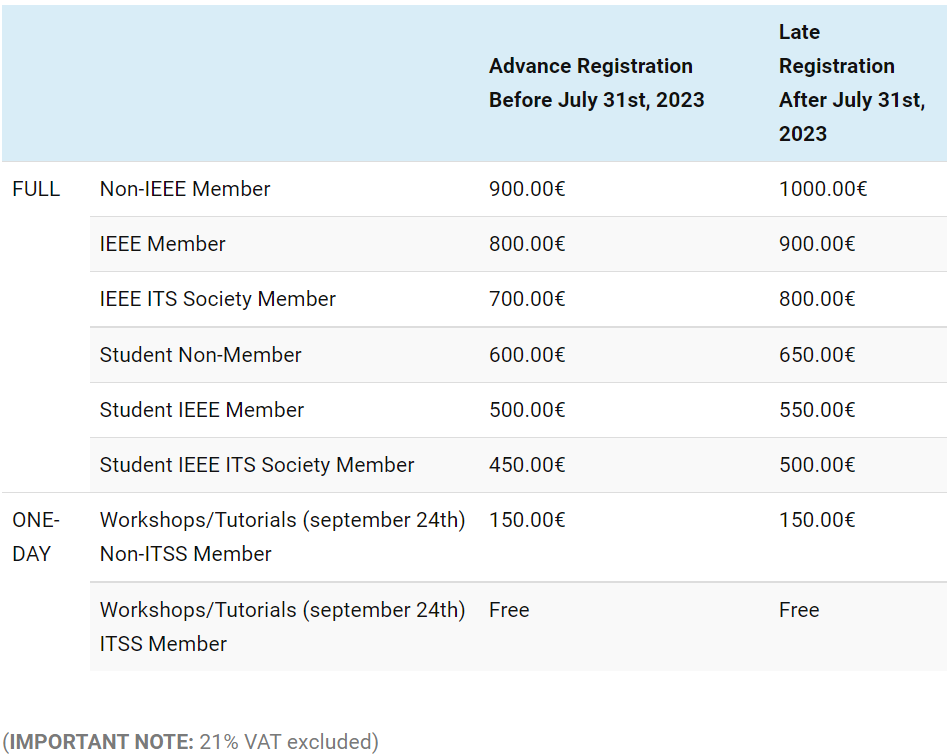 Advance Registration
Before July 31st, 2023
Late
Registration
After July 31st,
2023
FULL Non-IEEE Member 900.00€ 1000.00€
IEEE Member 800.00€ 900.00€
IEEE ITS Society Member 700.00€ 800.00€
Student Non-Member 600.00€ 650.00€
Student IEEE Member 500.00€ 550.00€
Student IEEE ITS Society Member 450.00€ 500.00€
ONE- Workshops/Tutorials (september 24th) 150.00€ 150.00€
DAY Non-ITSS Member
Workshops/Tutorials (september 24th) Free Free
ITSS Member
(IMPORTANT NOTE: 21% VAT excluded)